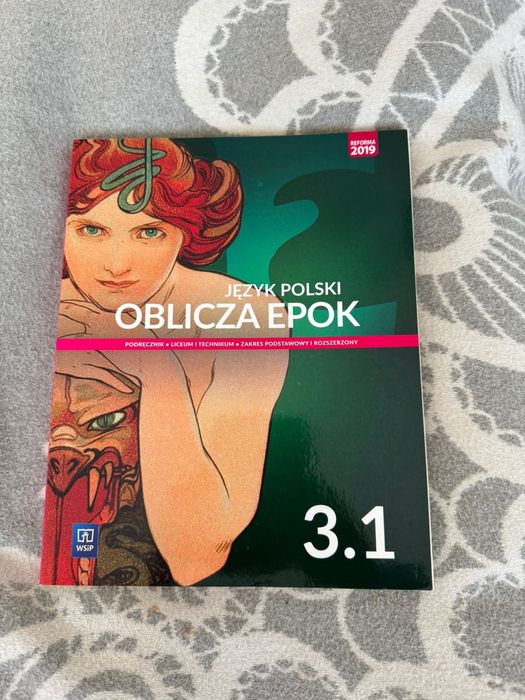 REFORMA
2019
JĘZYK POLSKI
OBLICZA EPOK
PODRĘCZNIK • LICEUM I TECHNIKUM • ZAKRES PODSTAWOWY I ROZSZERZONY
WSiP
3.1